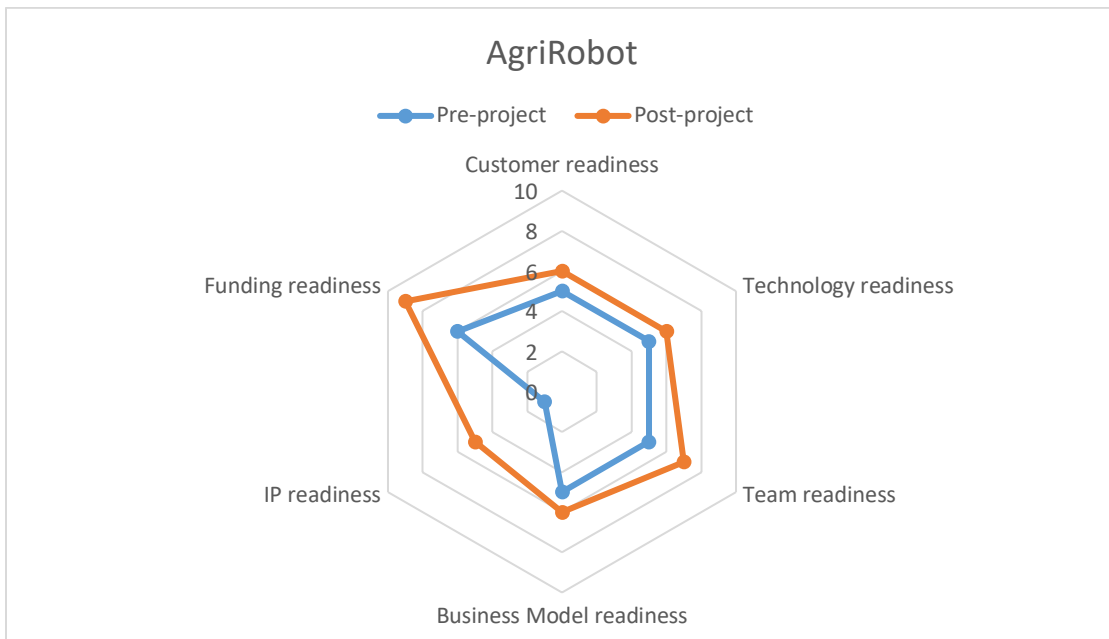 AgriRobot
Pre-project Post-project
Customer readiness
10
8
Funding readiness
Technology readiness
6
4
2
0
IP readiness
Team readiness
Business Model readiness